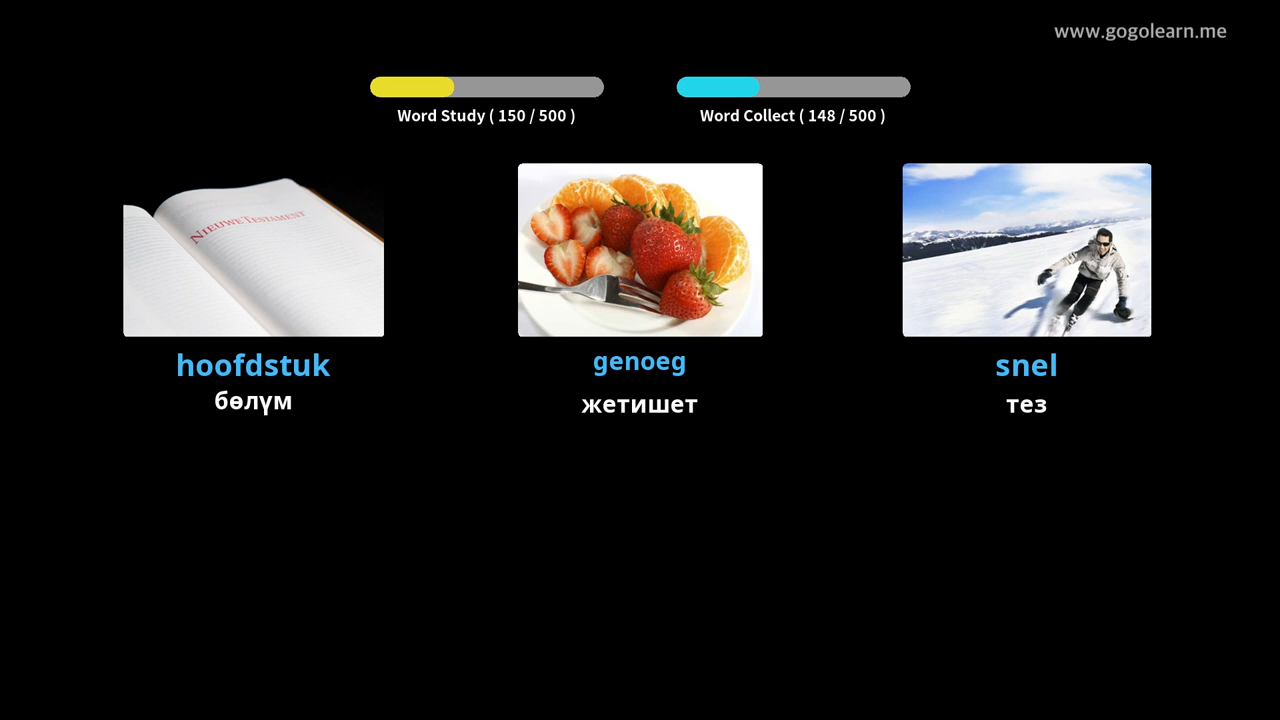 www.gogolearn.me
Word Study ( 150 / 500 )
Word Collect ( 148 / 500 )
NIEUWE TESTAMENT
hoofdstuk
бөлүм
genoeg
жетишет
snel
тез